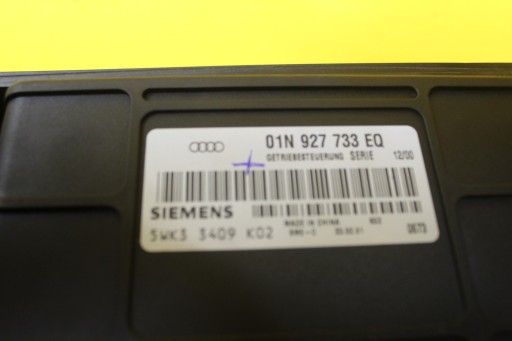 01N 927 733 EQ
GETRIEBESTEUERUNG SERIE 12/00
SIEMENS
MADE IN CHINA
5WK3 3409 K02 0673